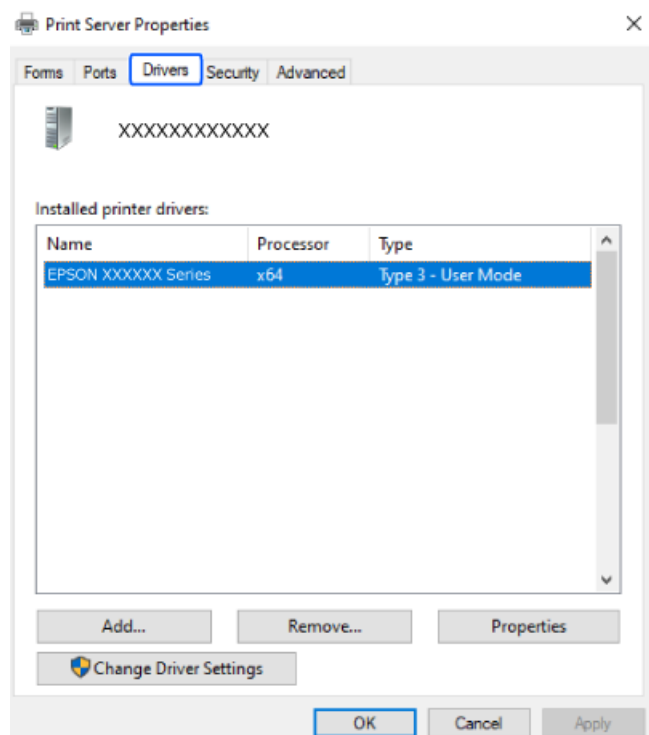 Print Server Properties
Forms Ports Drivers Security Advanced
XXXXXXXXXXXX
Installed printer drivers:
Name Processor Type
EPSON XXXXXX Series x64 Type 3 - User Mode
Add... Remove... Properties
Change Driver Settings
OK Cancel Apply